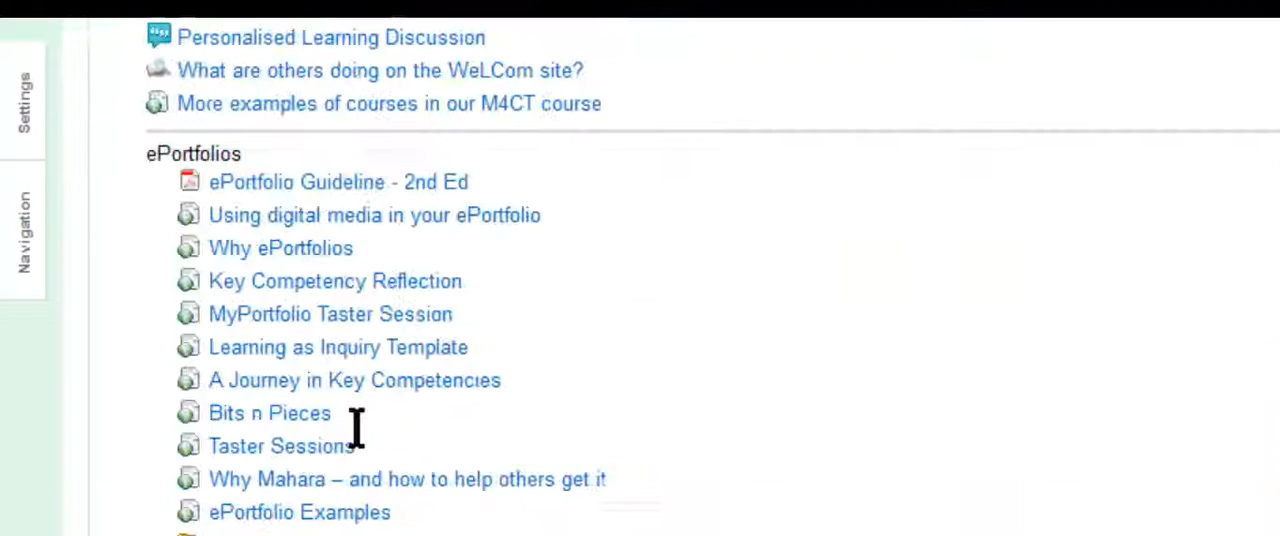 Personalised Learning Discussion
What are others doing on the WeLCom site?
More examples of courses in our M4CT course
Settings
Navigation
ePortfolios
ePortfolio Guideline - 2nd Ed
Using digital media in your ePortfolio
Why ePortfolios
Key Competency Reflection
MyPortfolio Taster Session
Learning as Inquiry Template
A Journey in Key Competencies
Bits n Pieces
Taster Sessions
Why Mahara – and how to help others get it
ePortfolio Examples